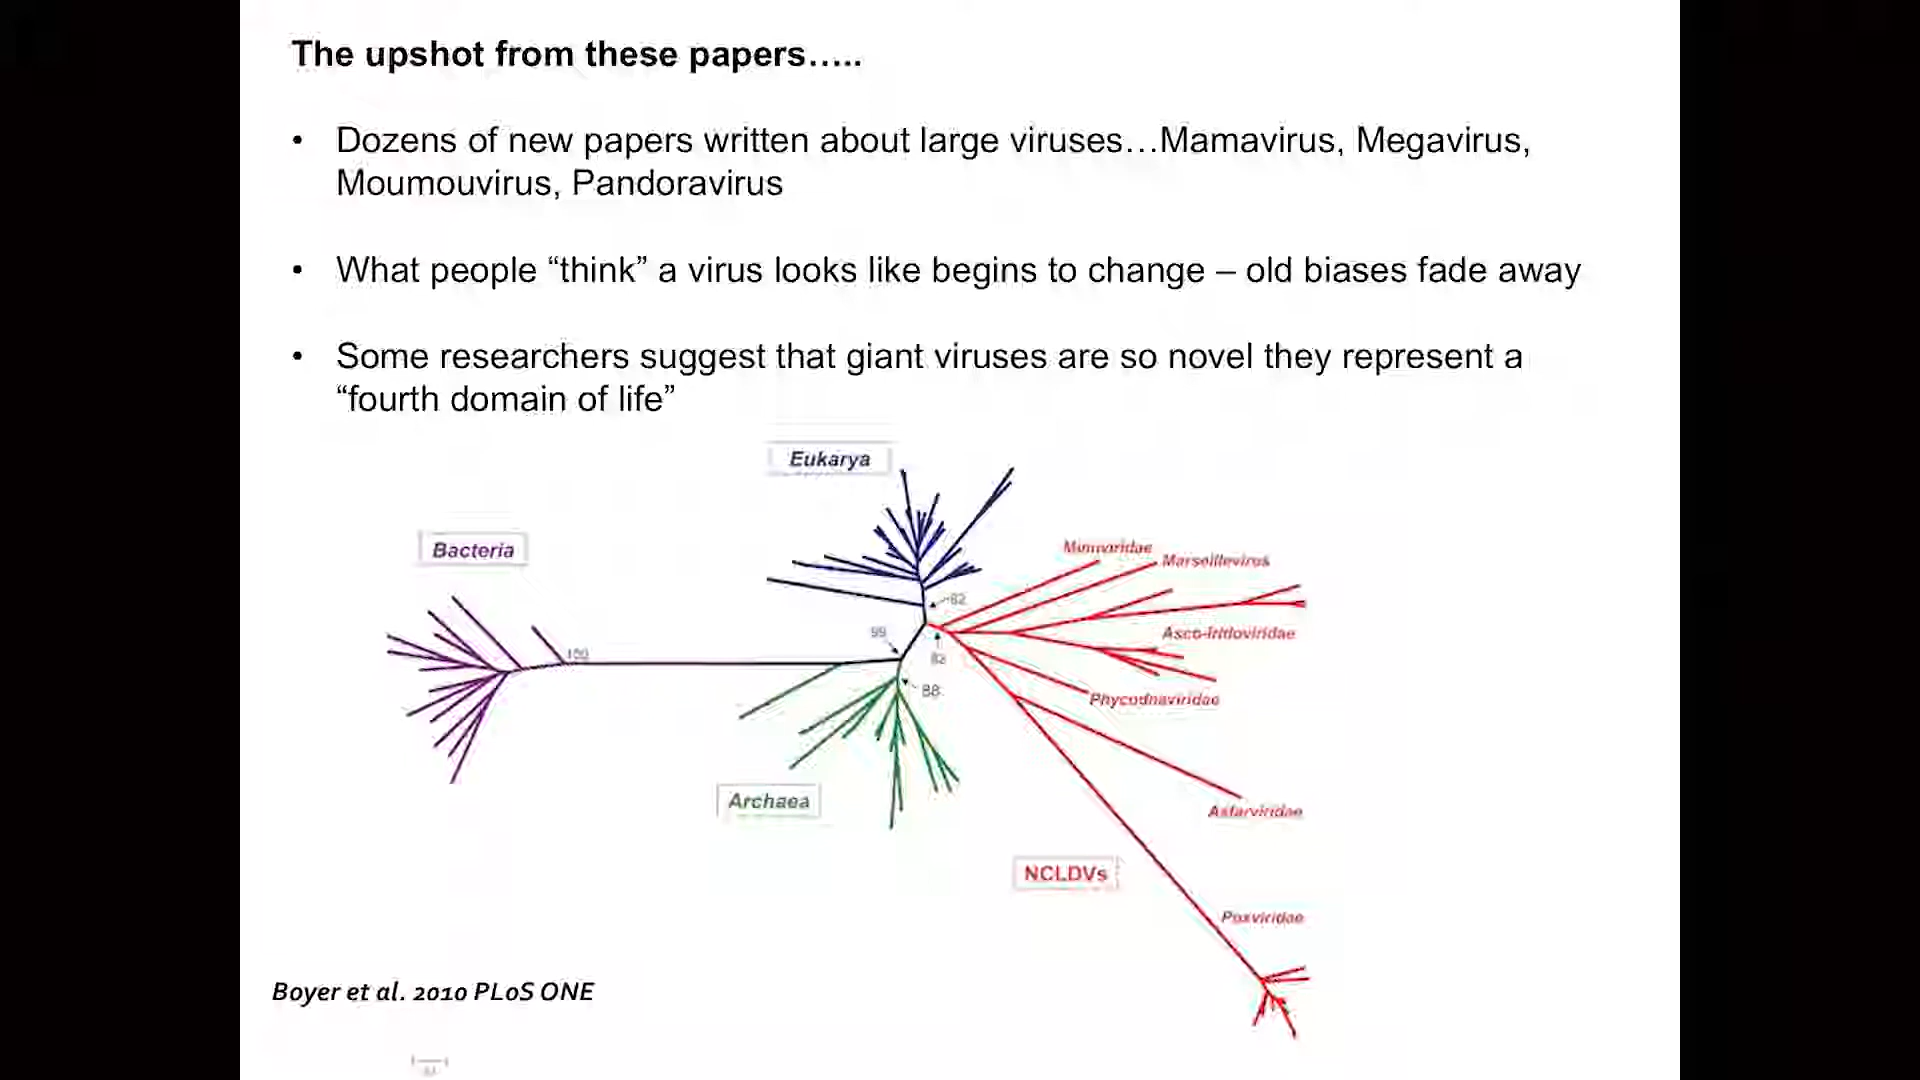 The upshot from these papers…..
• Dozens of new papers written about large viruses…Mamavirus, Megavirus,
Moumouvirus, Pandoravirus
• What people “think” a virus looks like begins to change – old biases fade away
• Some researchers suggest that giant viruses are so novel they represent a
“fourth domain of life”
Eukarya
Bacteria
Mimiviridae
Marseillevirus
82
99
Asco-Iritloviridae
100
82
88
Phycodnaviridae
Archaea
Asfarviridae
NCLDVs
Poxviridae
Boyer et al. 2010 PLoS ONE